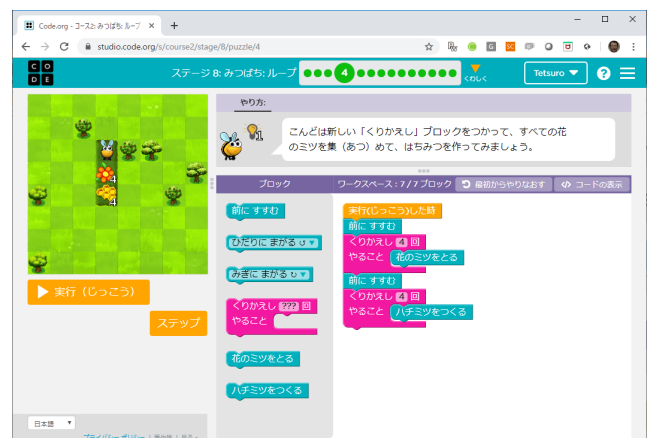 Code.org - コース2: みつばち: ループ
studio.code.org/s/course2/stage/8/puzzle/4
C O
D E
ステージ 8: みつばち: ループ
4
くわしく
Tetsuro
やり方:
1
こんどは新しい「くりかえし」ブロックをつかって、すべての花
のミツを集（あつ）めて、はちみつを作ってみましょう。
4
4
ブロック
ワークスペース : 7 / 7 ブロック
最初からやりなおす
コードの表示
前に すすむ
ひだりに まがる
みぎに まがる
くりかえし ??? 回
やること
花のミツをとる
ハチミツをつくる
実行(じっこう)した時
前に すすむ
くりかえし 4 回
やること 花のミツをとる
前に すすむ
くりかえし 4 回
やること ハチミツをつくる
実行（じっこう）
ステップ
日本語